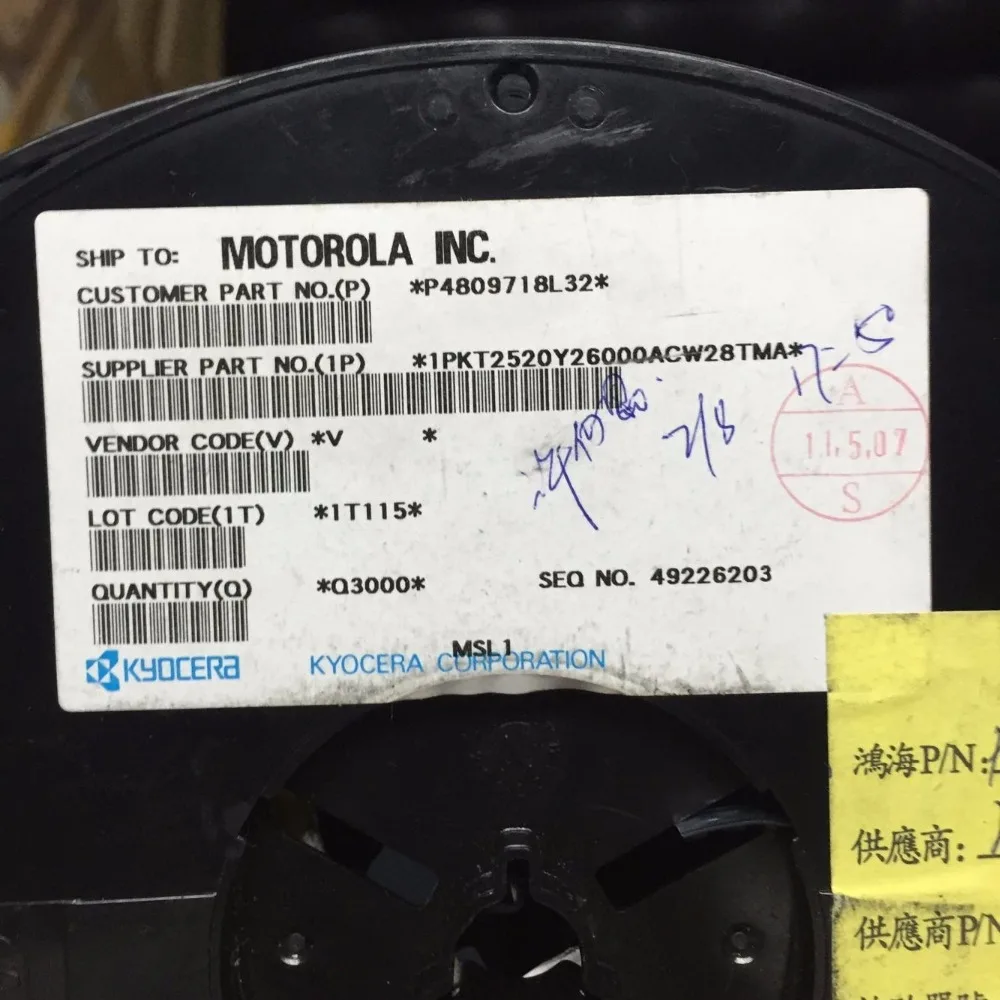 SHIP TO: MOTOROLA INC.
CUSTOMER PART NO.(P) *P4809718L32*
SUPPLIER PART NO.(1P) *1PKT2520Y26000ACW28TMA*
17-S
VENDOR CODE(V) *V *
7/8
A
11.5.07
S
LOT CODE(1T) *1T115*
QUANTITY(Q) *Q3000* SEQ NO. 49226203
MSL1
KYOCERA KYOCERA CORPORATION
鴻海P/N:
供應商:
供應商P/N